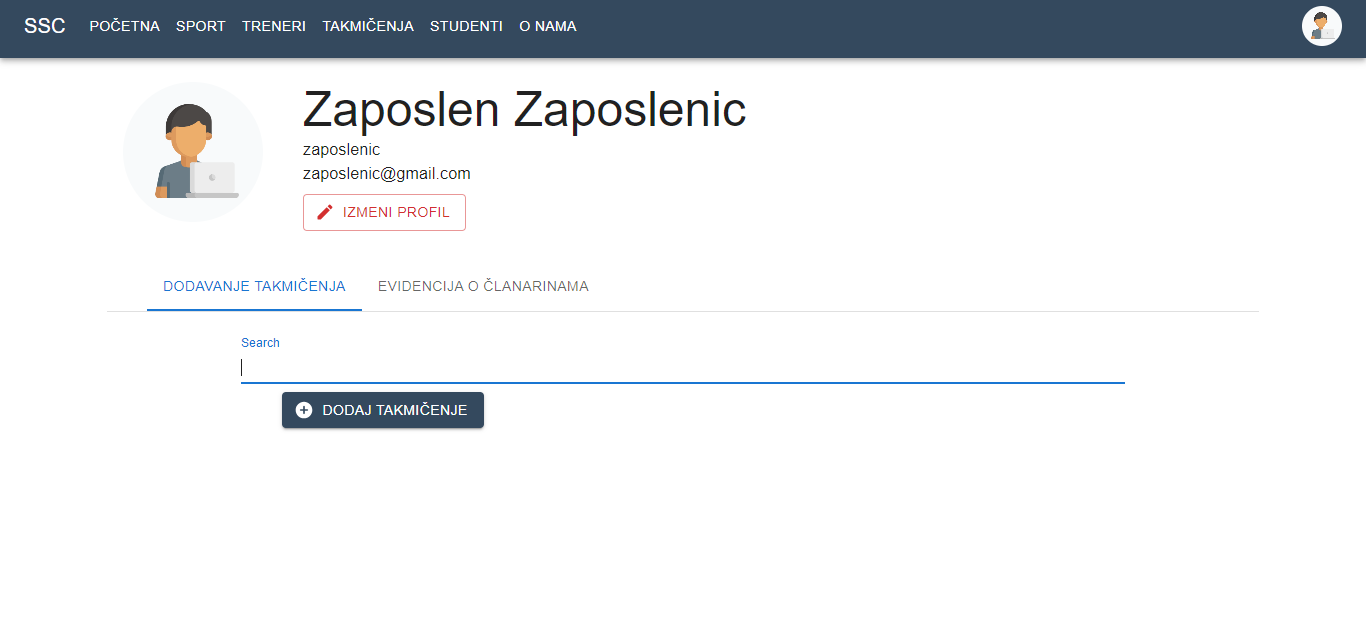 SSC POČETNA SPORT TRENERI TAKMIČENJA STUDENTI O NAMA
Zaposlen Zaposlenic
zaposlenic
zaposlenic@gmail.com
IZMENI PROFIL
DODAVANJE TAKMIČENJA EVIDENCIJA O ČLANARINAMA
Search
DODAJ TAKMIČENJE